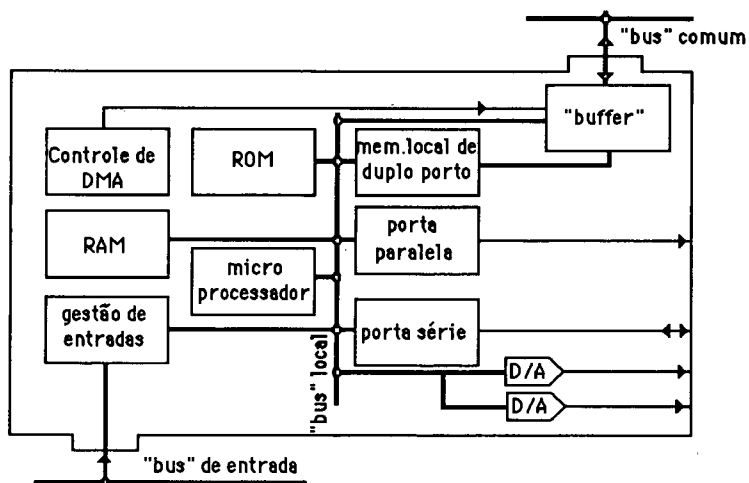 "bus" comum
"buffer"
Controle de
DMA
ROM
mem.local de
duplo porto
RAM
porta
paralela
micro
processador
gestão de
entradas
porta série
"bus" local
D/A
D/A
"bus" de entrada